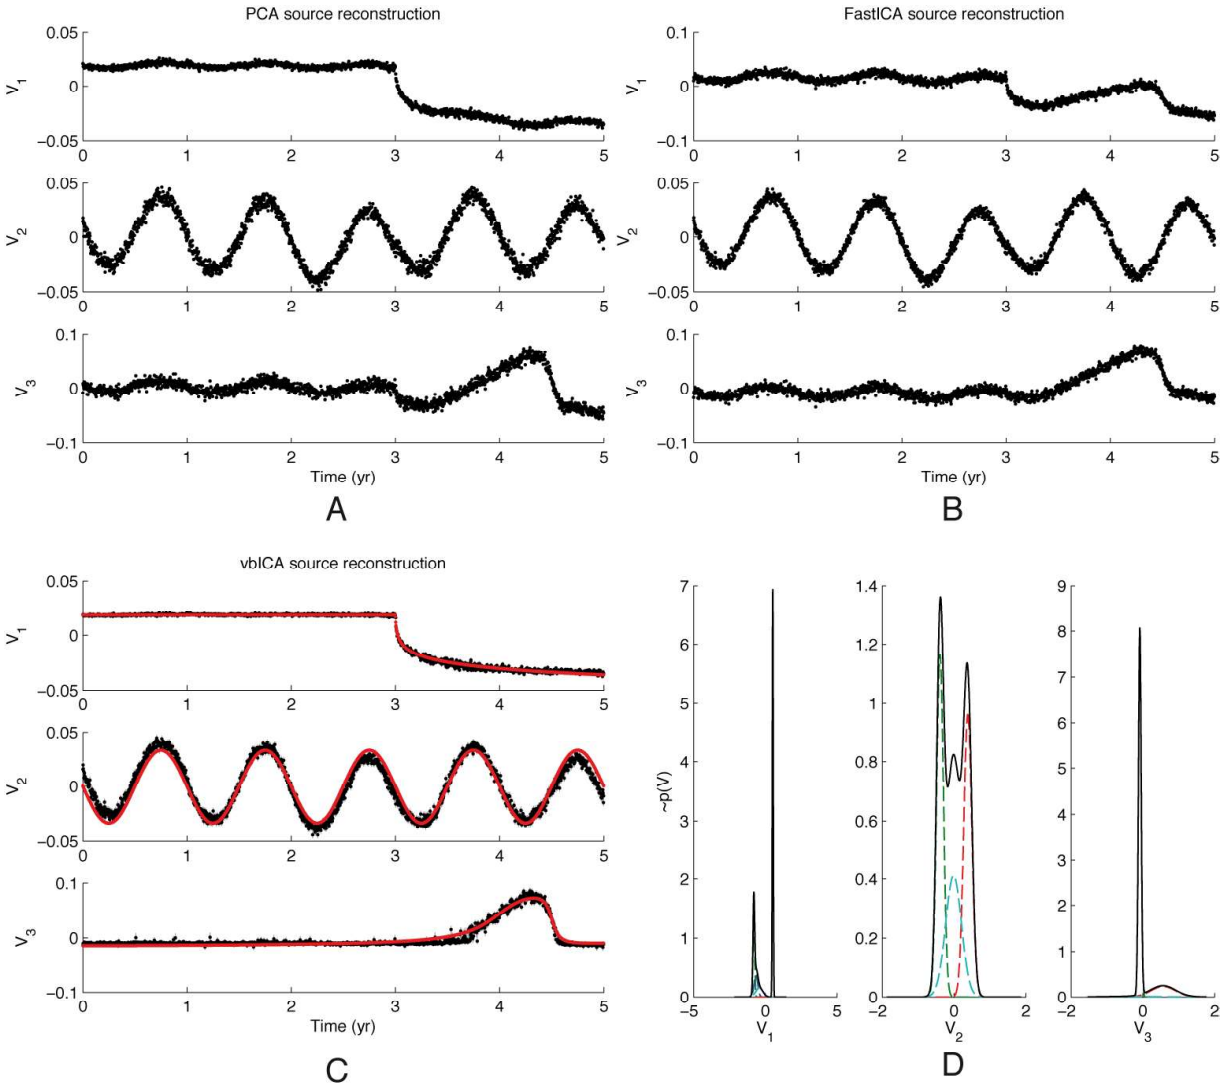 PCA source reconstruction
0.05
0
−0.05
V1
0 1 2 3 4 5
0.05
0
−0.05
V2
0 1 2 3 4 5
0.1
0
−0.1
V3
0 1 2 3 4 5
Time (yr)
A
FastICA source reconstruction
0.1
0
−0.1
V1
0 1 2 3 4 5
0.05
0
−0.05
V2
0 1 2 3 4 5
0.1
0
−0.1
V3
0 1 2 3 4 5
Time (yr)
B
vbICA source reconstruction
0.05
0
−0.05
V1
0 1 2 3 4 5
0.05
0
−0.05
V2
0 1 2 3 4 5
0.1
0
−0.1
V3
0 1 2 3 4 5
Time (yr)
C
7
6
5
4
3
2
1
0
~p(V)
−5 0 5
V1
1.4
1.2
1
0.8
0.6
0.4
0.2
0
−2 0 2
V2
9
8
7
6
5
4
3
2
1
0
−2 0 2
V3
D